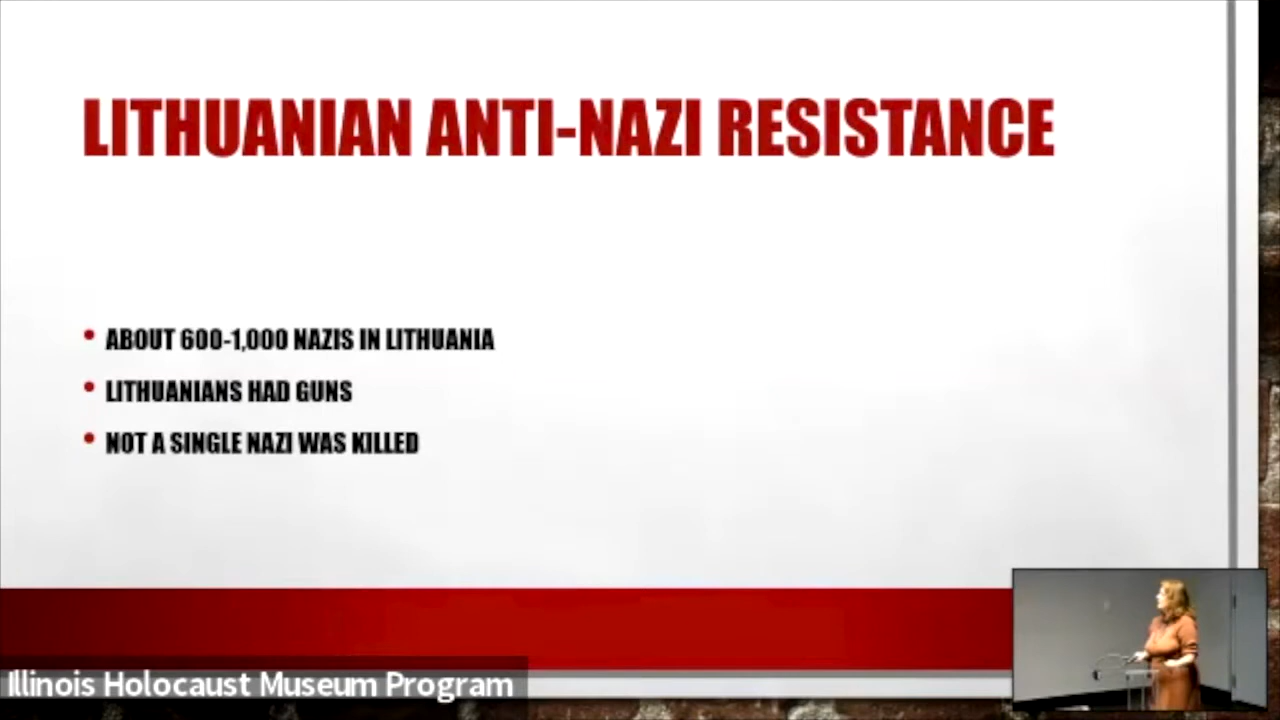 LITHUANIAN ANTI-NAZI RESISTANCE
• ABOUT 600-1,000 NAZIS IN LITHUANIA
• LITHUANIANS HAD GUNS
• NOT A SINGLE NAZI WAS KILLED
Illinois Holocaust Museum Program